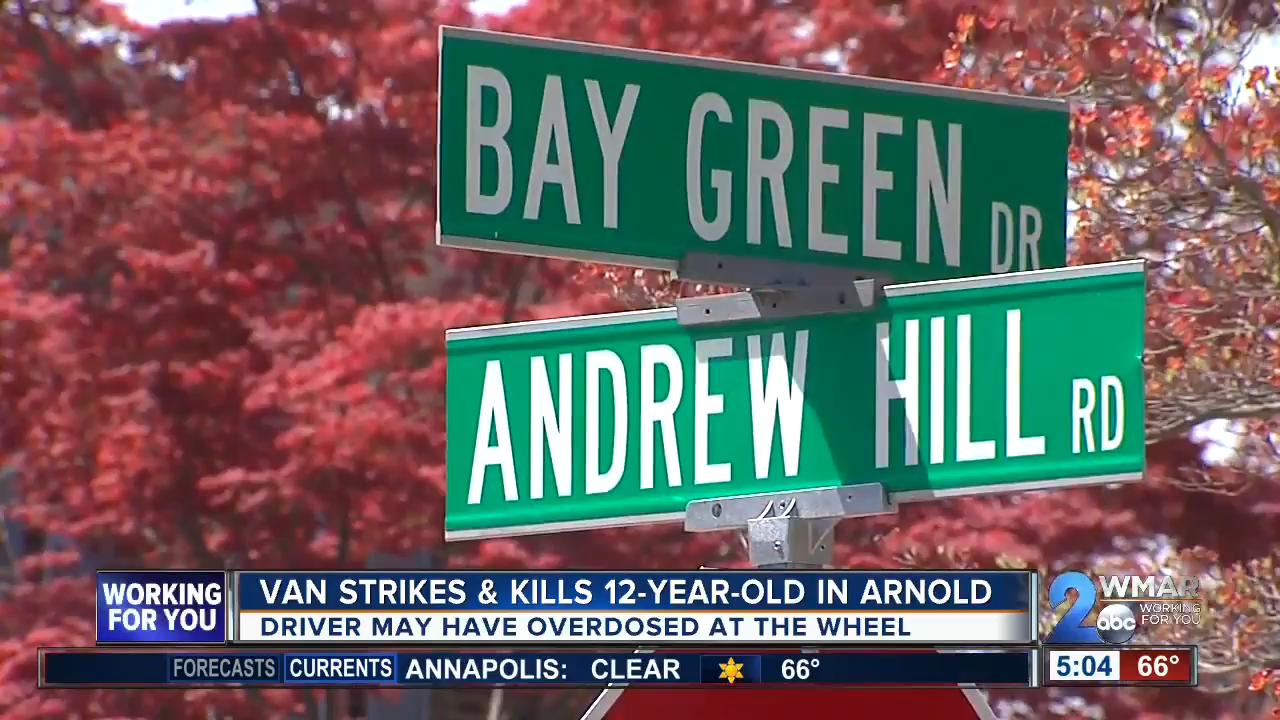 BAY GREEN DR
ANDREW HILL RD
WORKING FOR YOU
VAN STRIKES & KILLS 12-YEAR-OLD IN ARNOLD
DRIVER MAY HAVE OVERDOSED AT THE WHEEL
2 WMAR
abc WORKING FOR YOU
FORECASTS CURRENTS ANNAPOLIS: CLEAR 66°
5:04 66°